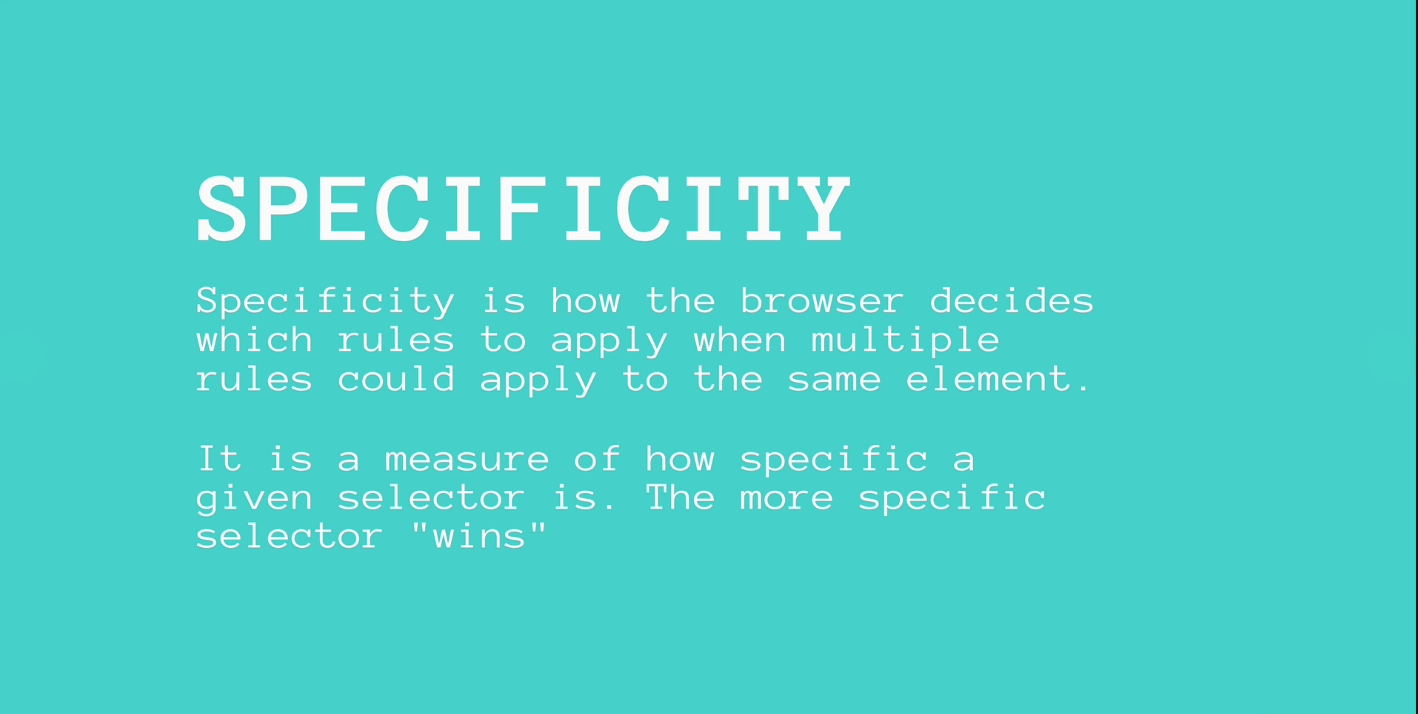 SPECIFICITY
Specificity is how the browser decides
which rules to apply when multiple
rules could apply to the same element.
It is a measure of how specific a
given selector is. The more specific
selector "wins"